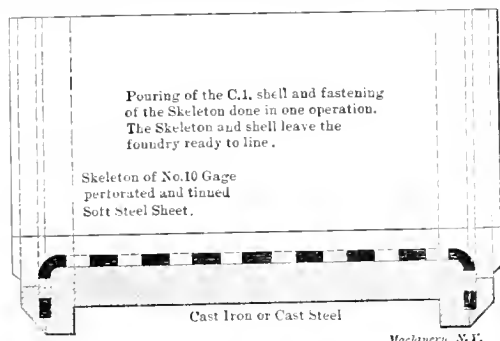 Pouring of the C.I. shell and fastening
of the Skeleton done in one operation.
The Skeleton and shell leave the
foundry ready to line.
Skeleton of No.10 Gage
perforated and tinned
Soft Steel Sheet.
Cast Iron or Cast Steel
Machinery, N.Y.